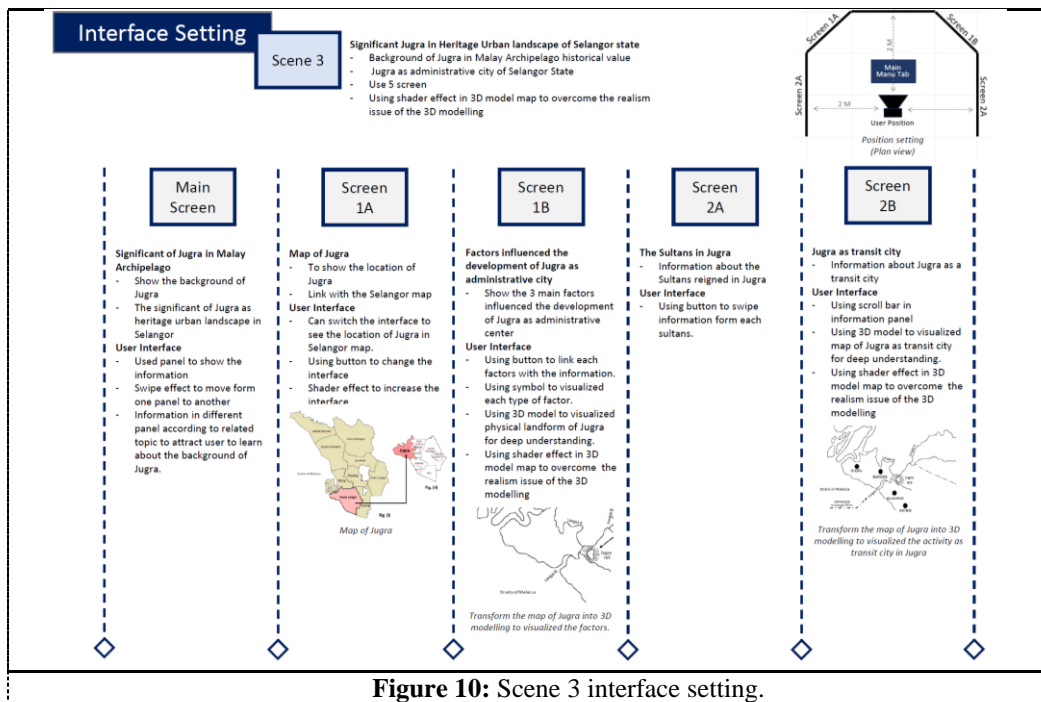 Interface Setting
Scene 3
Significant Jugra in Heritage Urban landscape of Selangor state
- Background of Jugra in Malay Archipelago historical value
- Jugra as administrative city of Selangor State
- Use 5 screen
- Using shader effect in 3D model map to overcome the realism
issue of the 3D modelling
Screen 1A
Screen 1B
Screen 2A
Screen 2A
2 M
2 M
Main
Manu Tab
User Position
Position setting
(Plan view)
Main
Screen
Significant of Jugra in Malay
Archipelago
- Show the background of
Jugra
- The significant of Jugra as
heritage urban landscape in
Selangor
User Interface
- Used panel to show the
information
- Swipe effect to move form
one panel to another
- Information in different
panel according to related
topic to attract user to learn
about the background of
Jugra.
Screen
1A
Map of Jugra
- To show the location of
Jugra
- Link with the Selangor map
User Interface
- Can switch the interface to
see the location of Jugra in
Selangor map.
- Using button to change the
interface
- Shader effect to increase the
interface
Map of Jugra
Screen
1B
Factors influenced the
development of Jugra as
administrative city
- Show the 3 main factors
influenced the development
of Jugra as administrative
center
User Interface
- Using button to link each
factors with the information.
- Using symbol to visualized
each type of factor.
- Using 3D model to visualized
physical landform of Jugra
for deep understanding.
- Using shader effect in 3D
model map to overcome the
realism issue of the 3D
modelling
Jugra
Hill
Straits of Malacca
Transform the map of Jugra into 3D
modelling to visualized the factors.
Screen
2A
The Sultans in Jugra
- Information about the
Sultans reigned in Jugra
User Interface
- Using button to swipe
information form each
sultans.
Screen
2B
Jugra as transit city
- Information about Jugra as a
transit city
User Interface
- Using scroll bar in
information panel
- Using 3D model to visualized
map of Jugra as transit city
for deep understanding.
- Using shader effect in 3D
model map to overcome the
realism issue of the 3D
modelling
Straits of Malacca
Transform the map of Jugra into 3D
modelling to visualized the activity as
transit city in Jugra
Figure 10: Scene 3 interface setting.